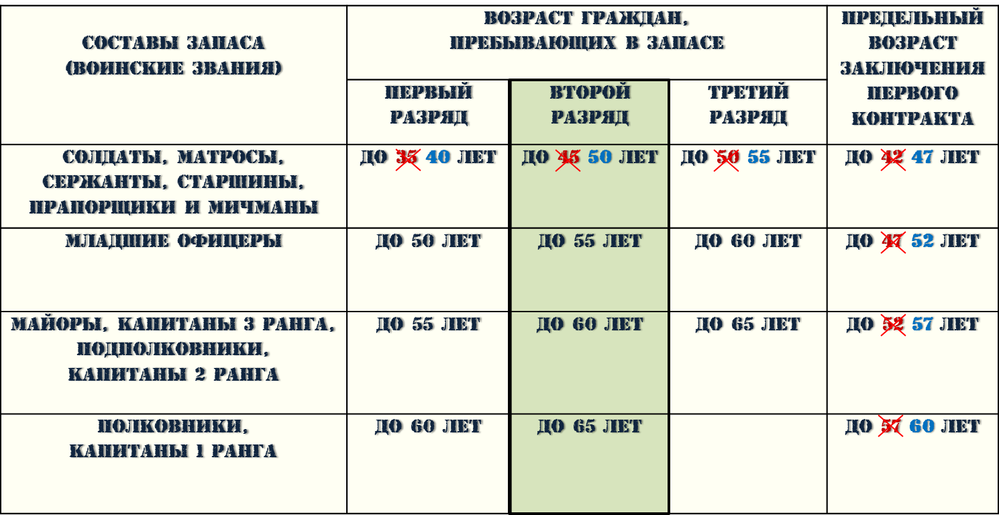 СОСТАВЫ ЗАПАСА
(ВОИНСКИЕ ЗВАНИЯ)
ВОЗРАСТ ГРАЖДАН,
ПРЕБЫВАЮЩИХ В ЗАПАСЕ
ПРЕДЕЛЬНЫЙ
ВОЗРАСТ
ЗАКЛЮЧЕНИЯ
ПЕРВОГО
КОНТРАКТА
ПЕРВЫЙ
РАЗРЯД
ВТОРОЙ
РАЗРЯД
ТРЕТИЙ
РАЗРЯД
СОЛДАТЫ, МАТРОСЫ,
СЕРЖАНТЫ, СТАРШИНЫ,
ПРАПОРЩИКИ И МИЧМАНЫ
ДО 35 40 ЛЕТ
ДО 45 50 ЛЕТ
ДО 50 55 ЛЕТ
ДО 42 47 ЛЕТ
МЛАДШИЕ ОФИЦЕРЫ
ДО 50 ЛЕТ
ДО 55 ЛЕТ
ДО 60 ЛЕТ
ДО 47 52 ЛЕТ
МАЙОРЫ, КАПИТАНЫ 3 РАНГА,
ПОДПОЛКОВНИКИ,
КАПИТАНЫ 2 РАНГА
ДО 55 ЛЕТ
ДО 60 ЛЕТ
ДО 65 ЛЕТ
ДО 52 57 ЛЕТ
ПОЛКОВНИКИ,
КАПИТАНЫ 1 РАНГА
ДО 60 ЛЕТ
ДО 65 ЛЕТ
ДО 57 60 ЛЕТ